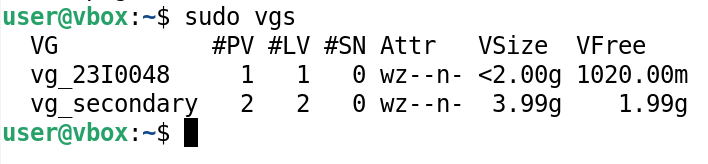 user@vbox:~$ sudo vgs
  VG          #PV #LV #SN Attr   VSize  VFree
  vg_23I0048    1   1   0 wz--n- <2.00g 1020.00m
  vg_secondary  2   2   0 wz--n-  3.99g    1.99g
user@vbox:~$